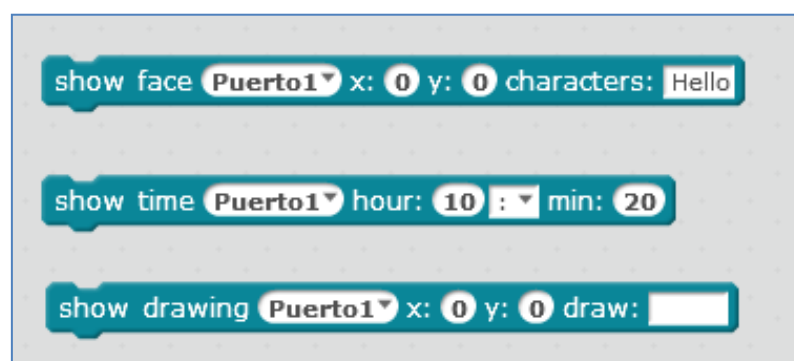 show face Puerto1 x: 0 y: 0 characters: Hello
show time Puerto1 hour: 10 : min: 20
show drawing Puerto1 x: 0 y: 0 draw: